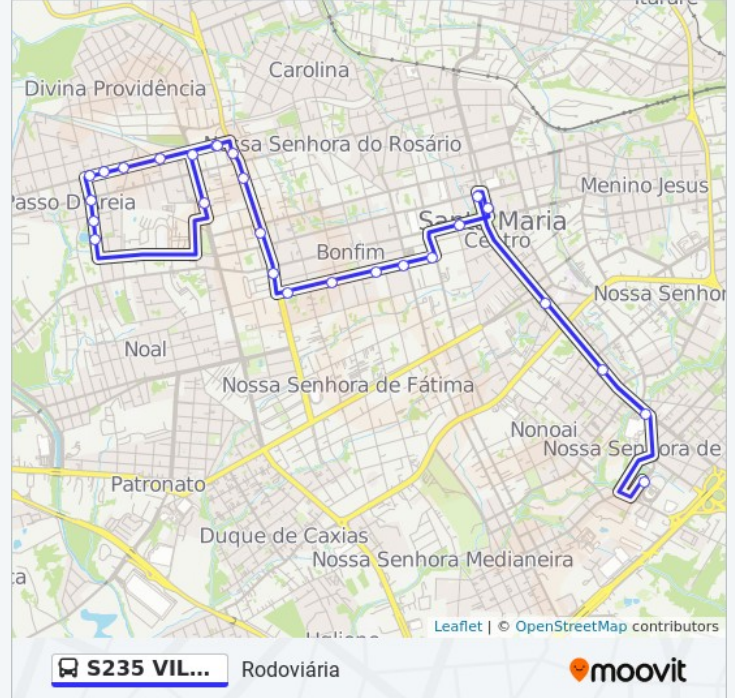 Itararé
Carolina
Divina Providência
Nossa Senhora do Rosário
Menino Jesus
Passo D'Areia
Santa Maria
Centro
Bonfim
Nossa Senhor
Noal
Nossa Senhora de Fátima
Nonoai
Nossa Senhora de
Patronato
Duque de Caxias
Nossa Senhora Medianeira
ta
Uglione
Leaflet | © OpenStreetMap contributors
S235 VIL...
Rodoviária
moovit